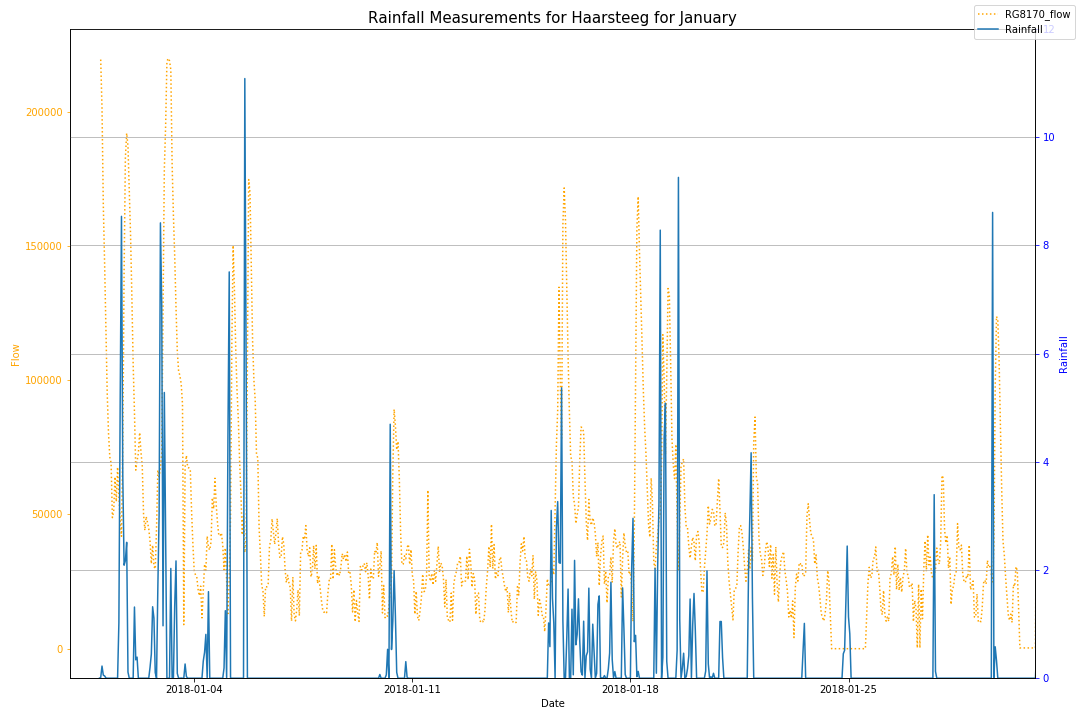 Rainfall Measurements for Haarsteeg for January
RG8170_flow
Rainfall
12
200000
150000
100000
50000
0
Flow
10
8
6
4
2
0
Rainfall
2018-01-04
2018-01-11
2018-01-18
2018-01-25
Date